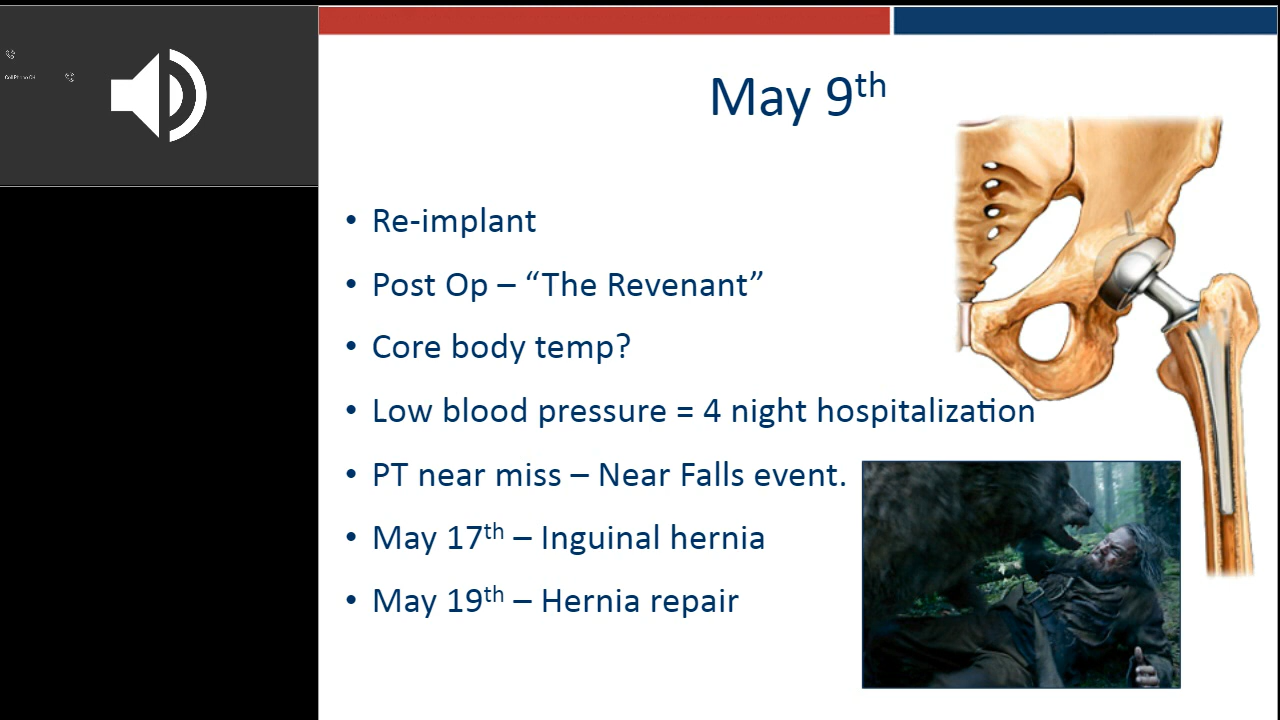 May 9th
• Re-implant
• Post Op – “The Revenant”
• Core body temp?
• Low blood pressure = 4 night hospitalization
• PT near miss – Near Falls event.
• May 17th – Inguinal hernia
• May 19th – Hernia repair